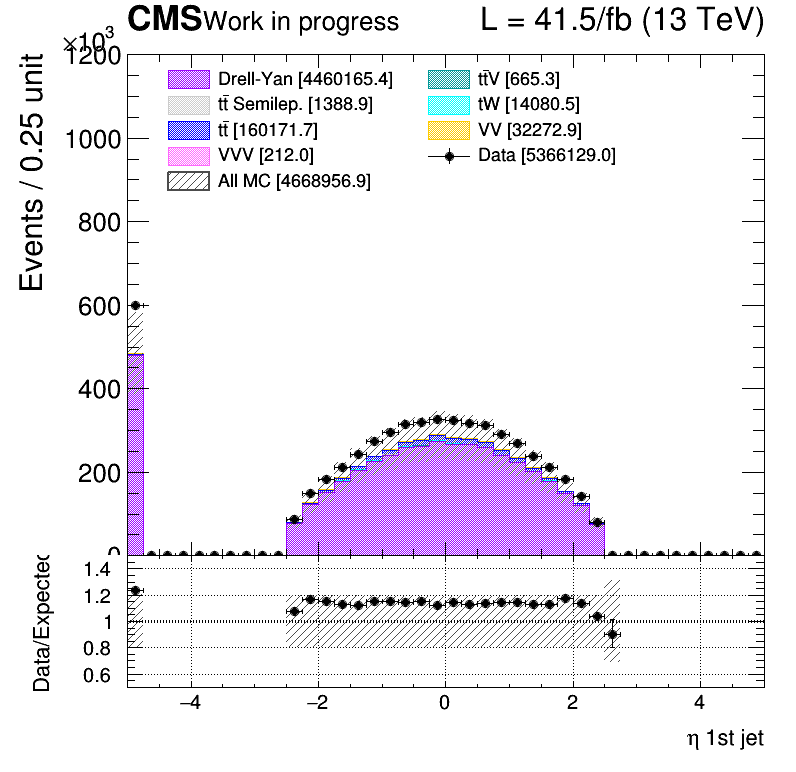 CMS Work in progress L = 41.5/fb (13 TeV)
×10³
Events / 0.25 unit
1200
1000
800
600
400
200
0
Drell-Yan [4460165.4]
tt̄ Semilep. [1388.9]
tt̄ [160171.7]
VVV [212.0]
All MC [4668956.9]
tt̄V [665.3]
tW [14080.5]
VV [32272.9]
Data [5366129.0]
Data/Expected
1.4
1.2
1
0.8
0.6
−4 −2 0 2 4
η 1st jet